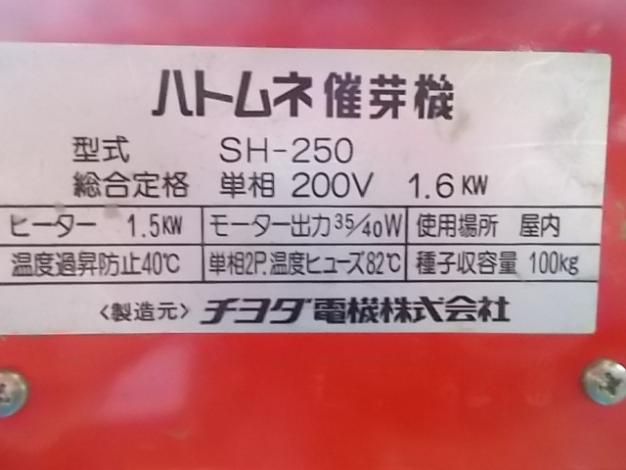 ハトムネ催芽機
型式 SH-250
総合定格 単相 200V 1.6KW
ヒーター 1.5KW モーター出力35/40W 使用場所 屋内
温度過昇防止40℃ 単相2P.温度ヒューズ82℃ 種子収容量 100kg
〈製造元〉 チヨダ電機株式会社